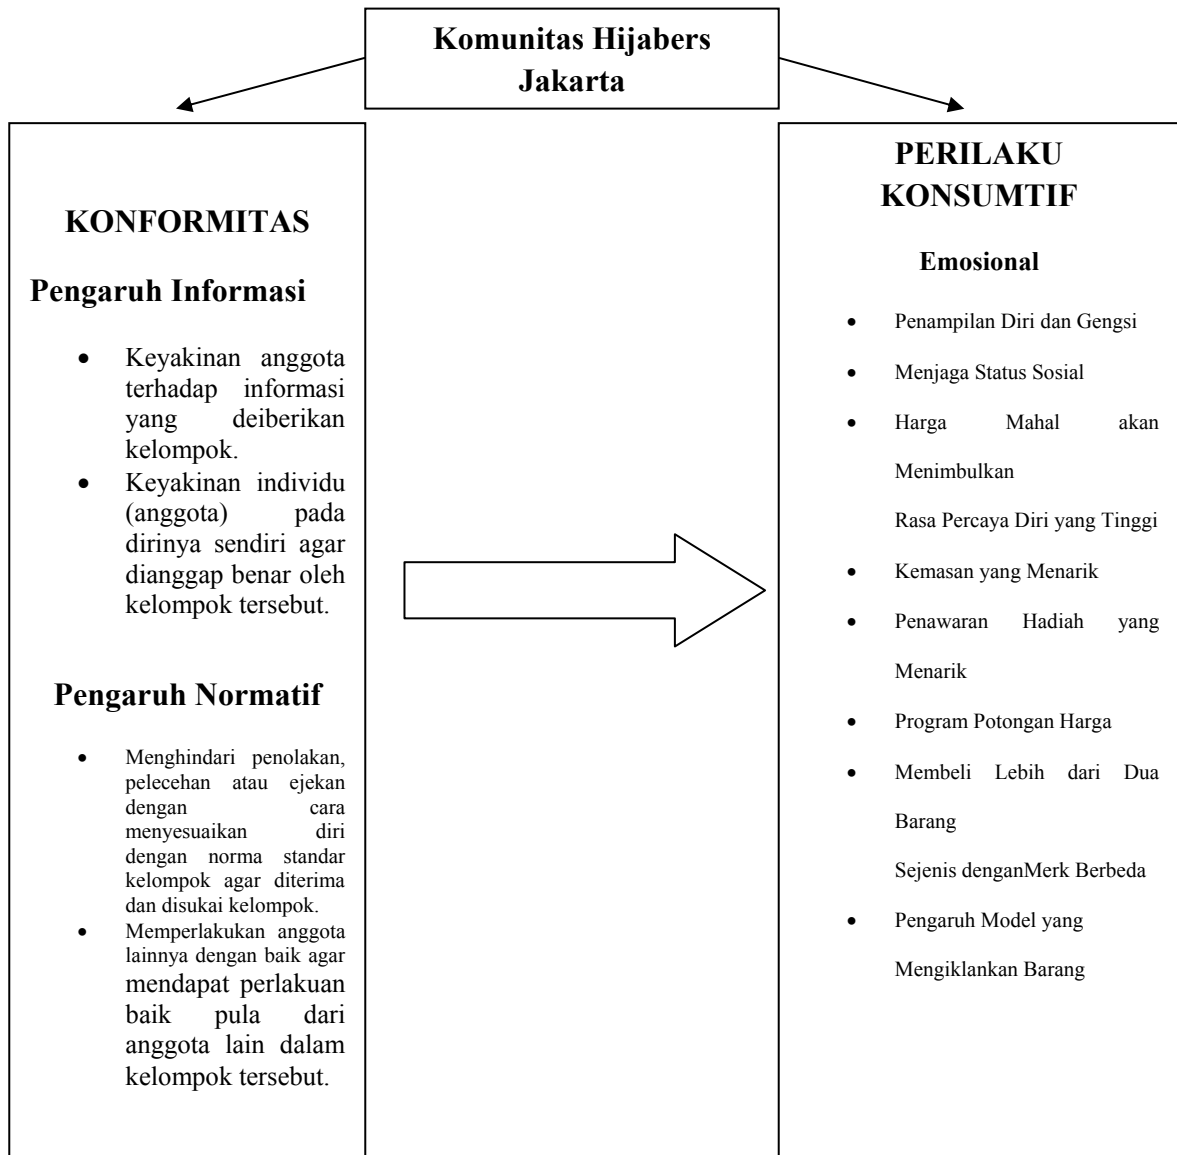 Komunitas Hijabers
Jakarta
KONFORMITAS
Pengaruh Informasi
• Keyakinan anggota
terhadap informasi
yang deiberikan
kelompok.
• Keyakinan individu
(anggota) pada
dirinya sendiri agar
dianggap benar oleh
kelompok tersebut.
Pengaruh Normatif
• Menghindari penolakan,
pelecehan atau ejekan
dengan cara
menyesuaikan diri
dengan norma standar
kelompok agar diterima
dan disukai kelompok.
• Memperlakukan anggota
lainnya dengan baik agar
mendapat perlakuan
baik pula dari
anggota lain dalam
kelompok tersebut.
PERILAKU
KONSUMTIF
Emosional
• Penampilan Diri dan Gengsi
• Menjaga Status Sosial
• Harga Mahal akan
Menimbulkan
Rasa Percaya Diri yang Tinggi
• Kemasan yang Menarik
• Penawaran Hadiah yang
Menarik
• Program Potongan Harga
• Membeli Lebih dari Dua
Barang
Sejenis denganMerk Berbeda
• Pengaruh Model yang
Mengiklankan Barang